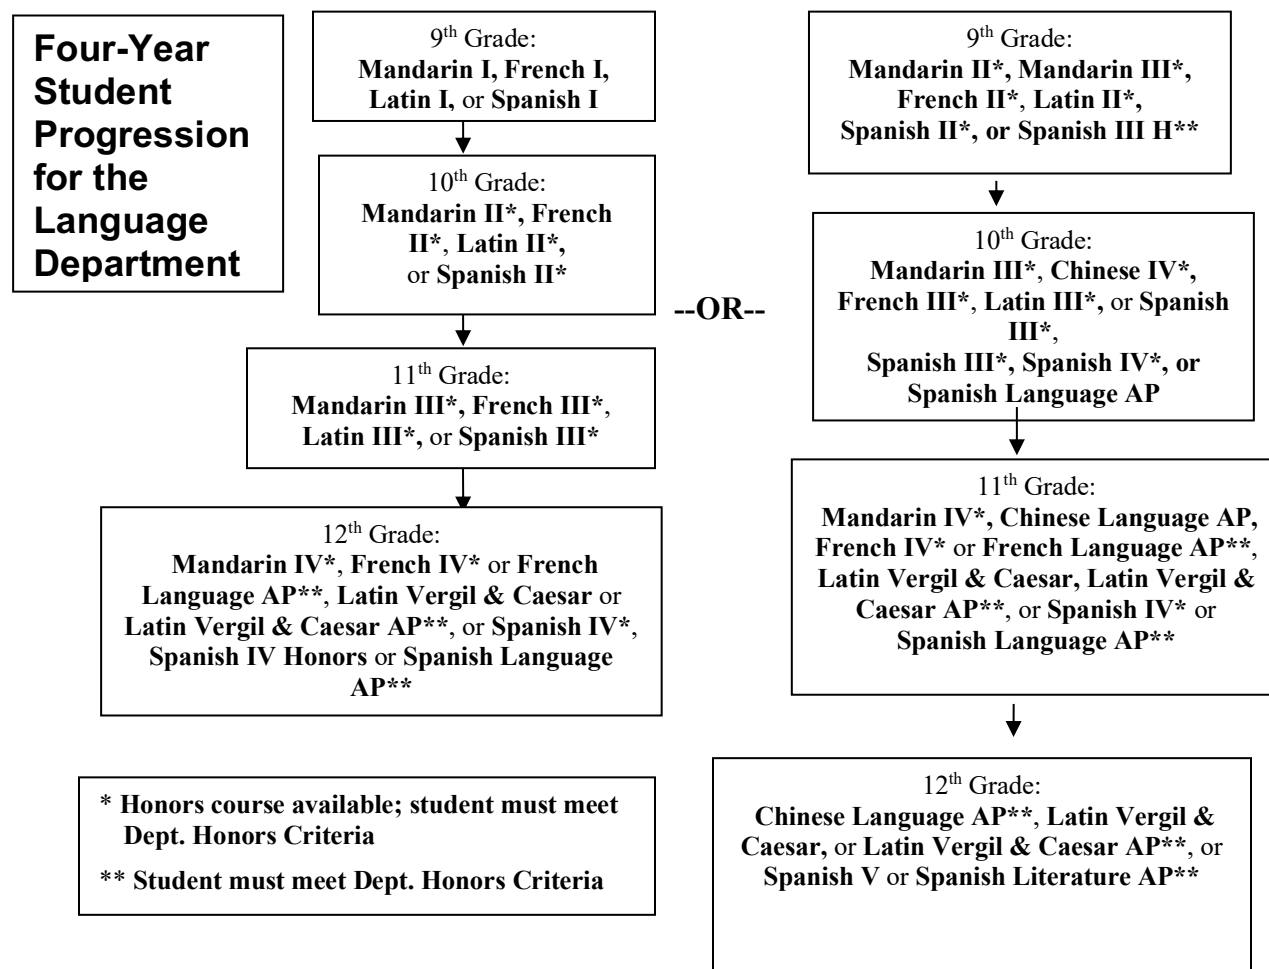 Four-Year
Student
Progression
for the
Language
Department
9th Grade:
Mandarin I, French I,
Latin I, or Spanish I
10th Grade:
Mandarin II*, French
II*, Latin II*,
or Spanish II*
11th Grade:
Mandarin III*, French III*,
Latin III*, or Spanish III*
12th Grade:
Mandarin IV*, French IV* or French
Language AP**, Latin Vergil & Caesar or
Latin Vergil & Caesar AP**, or Spanish IV*,
Spanish IV Honors or Spanish Language
AP**
--OR--
9th Grade:
Mandarin II*, Mandarin III*,
French II*, Latin II*,
Spanish II*, or Spanish III H**
10th Grade:
Mandarin III*, Chinese IV*,
French III*, Latin III*, or Spanish
III*,
Spanish III*, Spanish IV*, or
Spanish Language AP
11th Grade:
Mandarin IV*, Chinese Language AP,
French IV* or French Language AP**,
Latin Vergil & Caesar, Latin Vergil &
Caesar AP**, or Spanish IV* or
Spanish Language AP**
12th Grade:
Chinese Language AP**, Latin Vergil &
Caesar, or Latin Vergil & Caesar AP**, or
Spanish V or Spanish Literature AP**
* Honors course available; student must meet
Dept. Honors Criteria
** Student must meet Dept. Honors Criteria